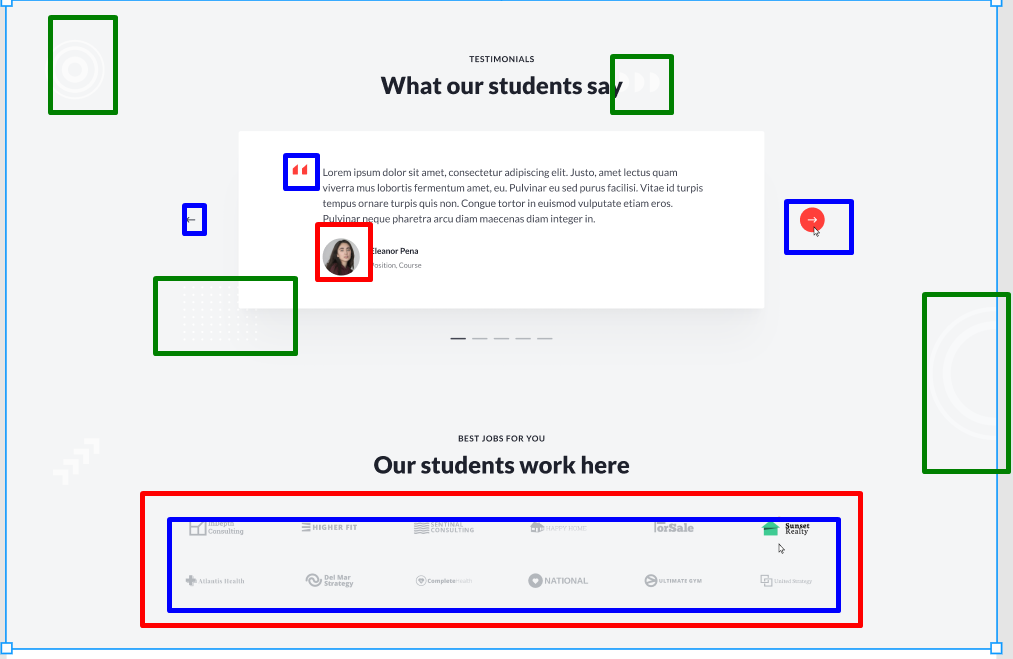 TESTIMONIALS
What our students say
Lorem ipsum dolor sit amet, consectetur adipiscing elit. Justo, amet lectus quam
viverra mus lobortis fermentum amet, eu. Pulvinar eu sed purus facilisi. Vitae id turpis
tempus ornare turpis quis non. Congue tortor in euismod vulputate etiam eros.
Pulvinar neque pharetra arcu diam maecenas diam integer in.
Eleanor Pena
Position, Course
BEST JOBS FOR YOU
Our students work here
Consulting
HIGHER FIT
SENTINAL
CONSULTING
HAPPY HOME
ForSale
Sunset
Realty
Atlantis Health
Del Mar
Strategy
CompleteHealth
NATIONAL
ULTIMATE GYM
United Strategy